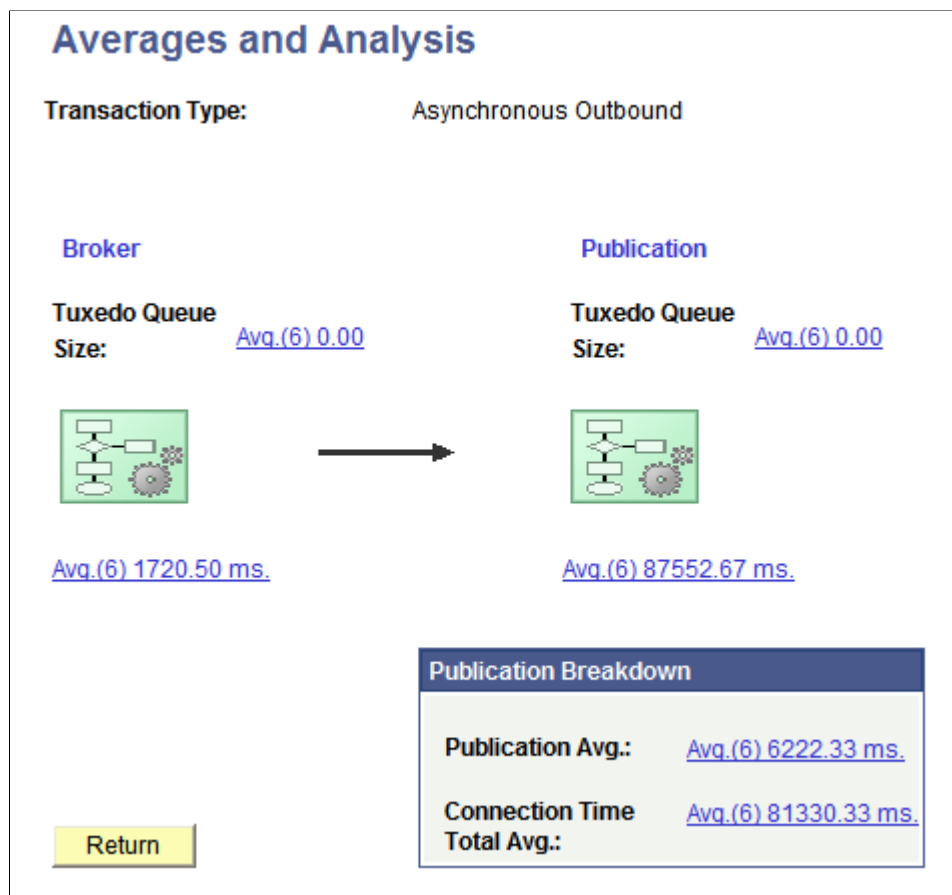 Averages and Analysis
Transaction Type: Asynchronous Outbound
Broker Publication
Tuxedo Queue Tuxedo Queue
Size: Avg.(6) 0.00 Size: Avg.(6) 0.00
Avg.(6) 1720.50 ms. Avg.(6) 87552.67 ms.
Publication Breakdown
Publication Avg.: Avg.(6) 6222.33 ms.
Connection Time Avg.(6) 81330.33 ms.
Total Avg.:
Return